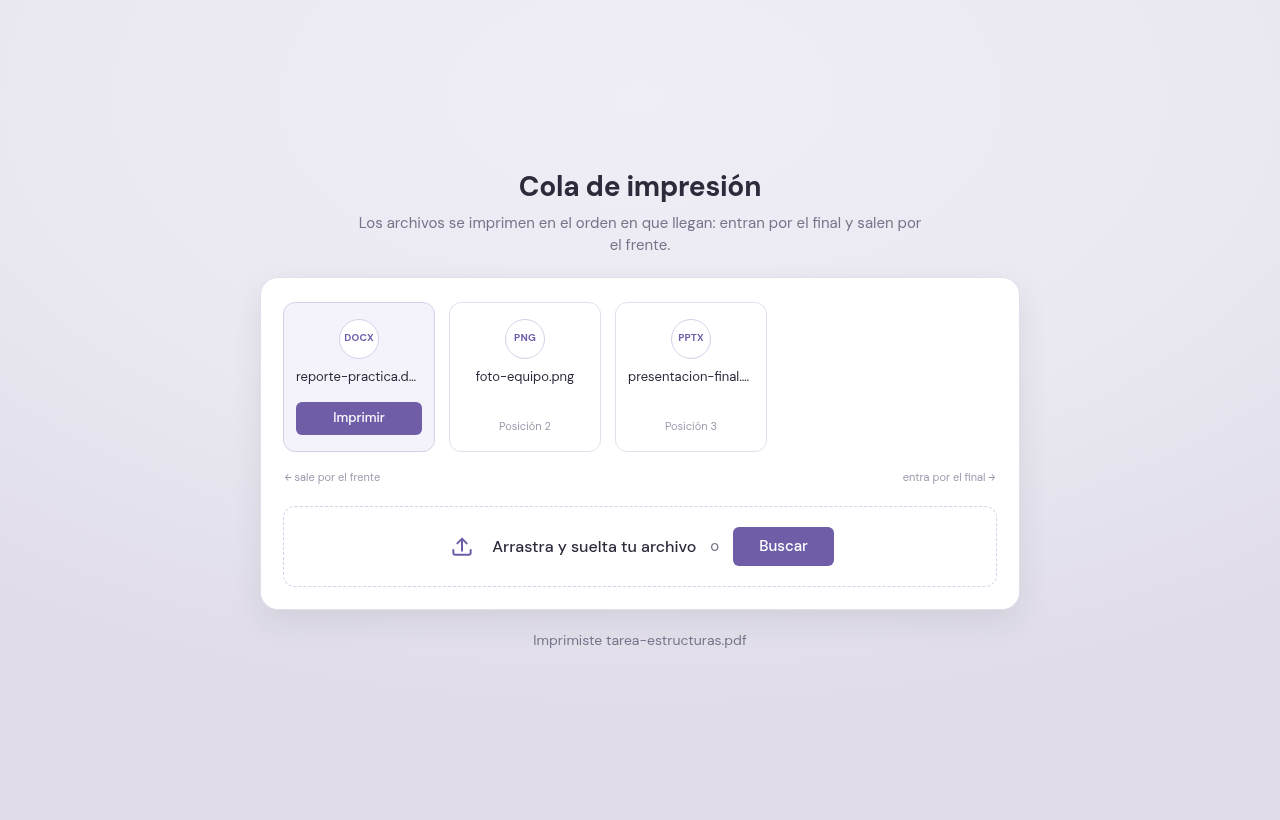 Cola de impresión
Los archivos se imprimen en el orden en que llegan: entran por el final y salen por
el frente.
DOCX
reporte-practica.d...
Imprimir
PNG
foto-equipo.png
Posición 2
PPTX
presentacion-final....
Posición 3
← sale por el frente
entra por el final →
Arrastra y suelta tu archivo o Buscar
Imprimiste tarea-estructuras.pdf